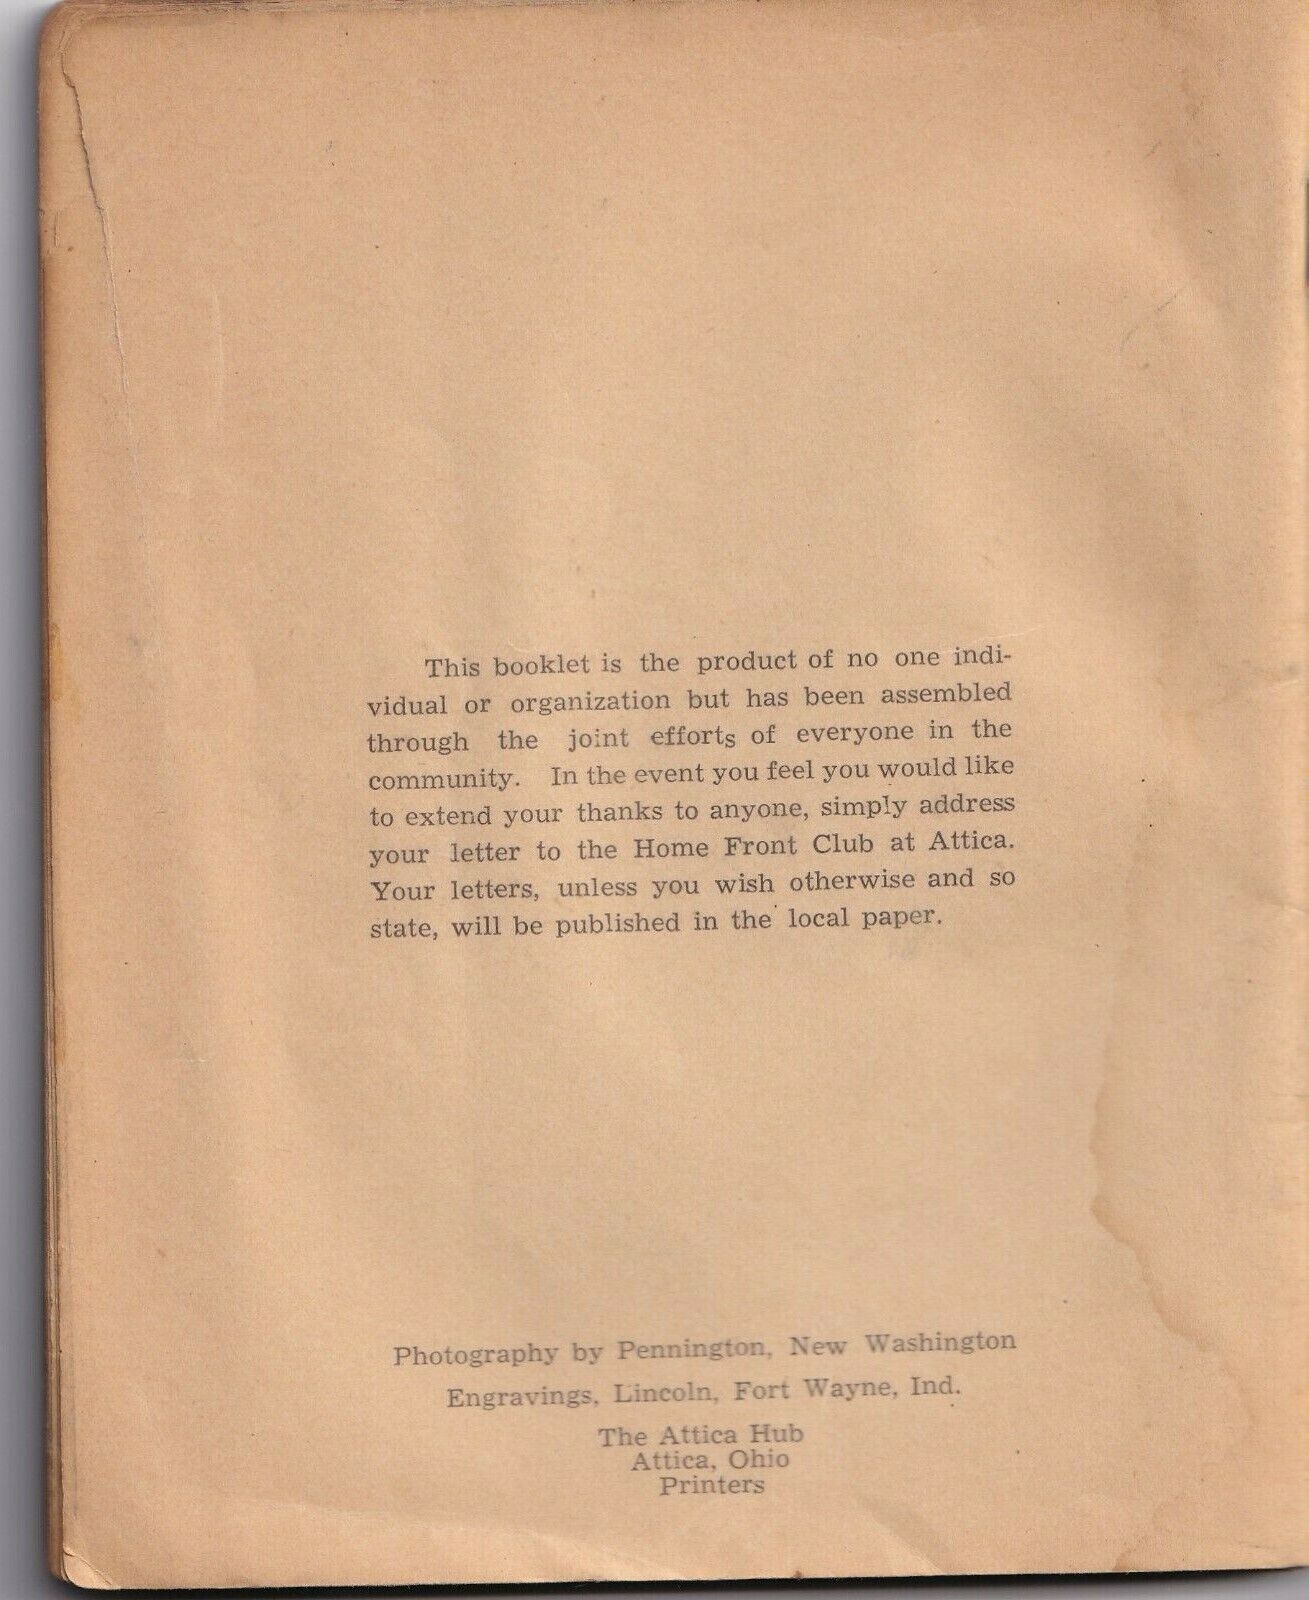 This booklet is the product of no one indi-
vidual or organization but has been assembled
through the joint efforts of everyone in the
community. In the event you feel you would like
to extend your thanks to anyone, simply address
your letter to the Home Front Club at Attica.
Your letters, unless you wish otherwise and so
state, will be published in the local paper.
Photography by Pennington, New Washington
Engravings, Lincoln, Fort Wayne, Ind.
The Attica Hub
Attica, Ohio
Printers